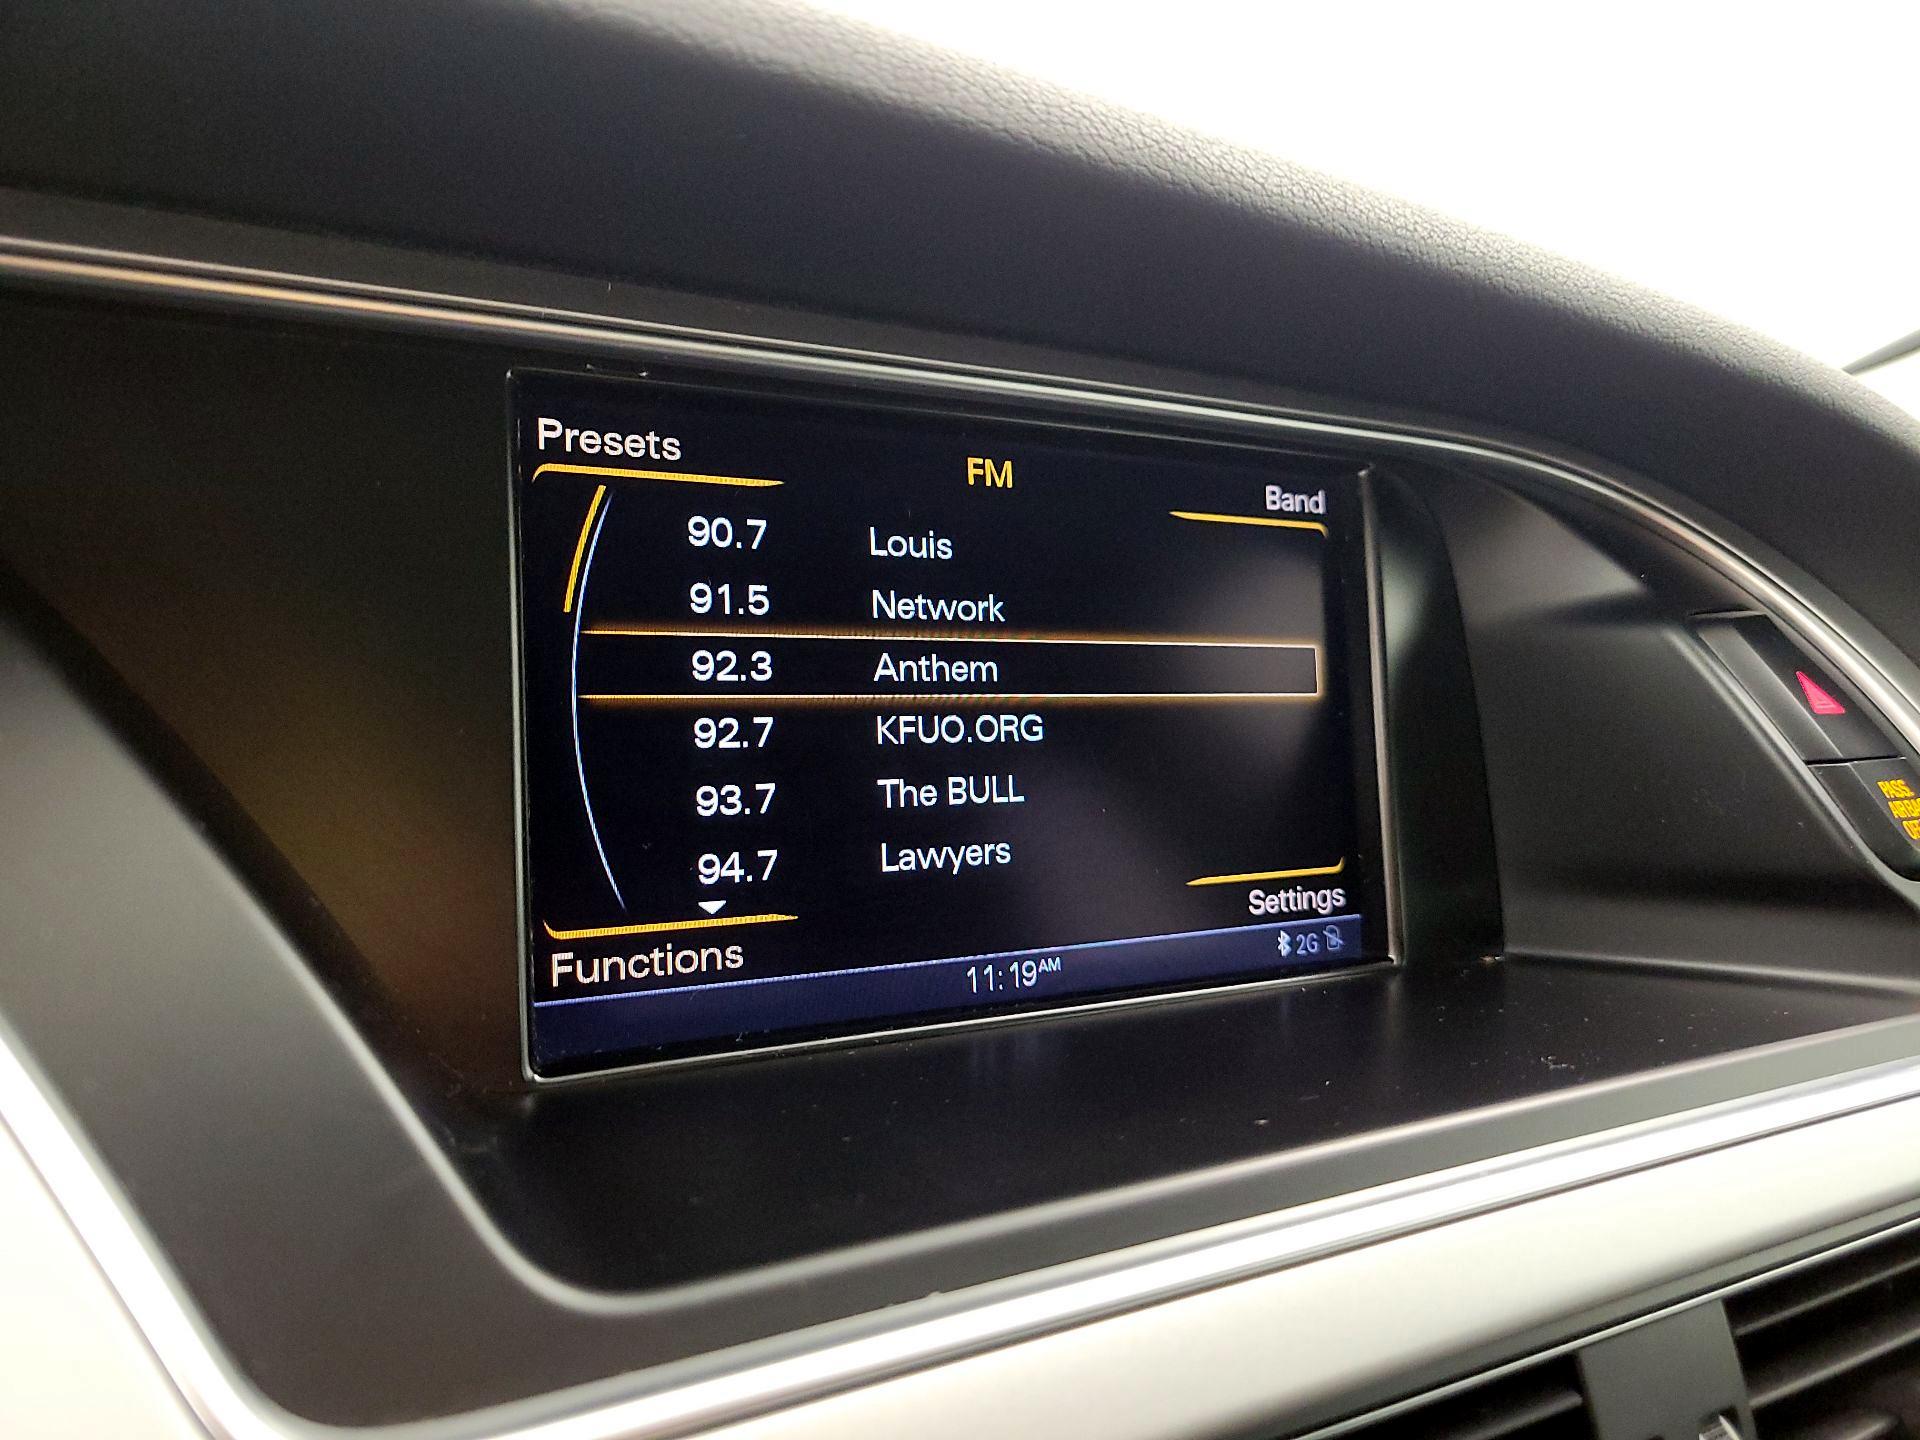 Presets
FM
Band
90.7 Louis
91.5 Network
92.3 Anthem
92.7 KFUO.ORG
93.7 The BULL
94.7 Lawyers
Settings
Functions
11:19AM
2G
PASS.